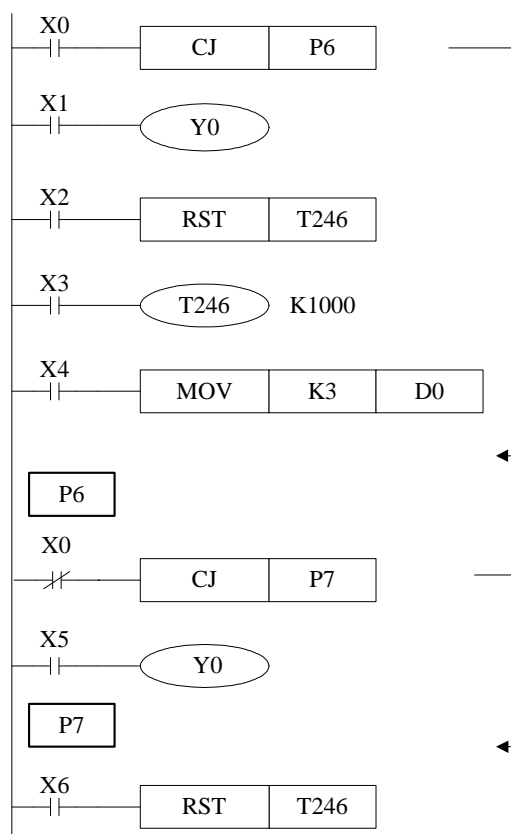 X0
CJ P6
X1
Y0
X2
RST T246
X3
T246 K1000
X4
MOV K3 D0
P6
X0
CJ P7
X5
Y0
P7
X6
RST T246